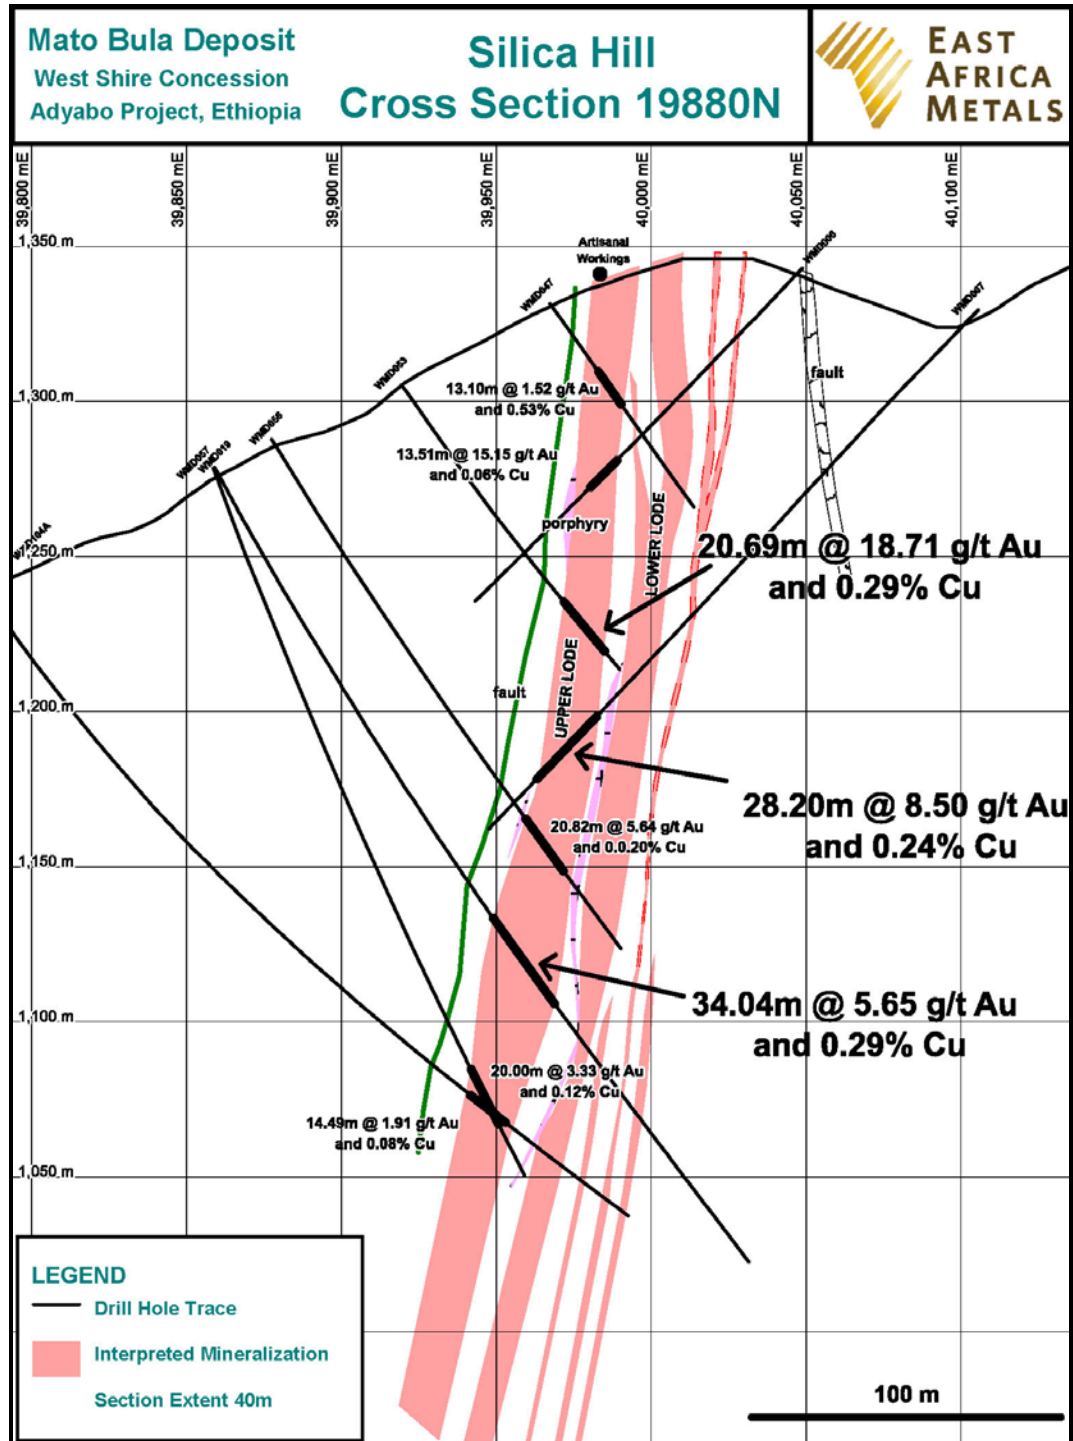 Mato Bula Deposit
West Shire Concession
Adyabo Project, Ethiopia
Silica Hill
Cross Section 19880N
EAST
AFRICA
METALS
39,800 mE
39,850 mE
39,900 mE
39,950 mE
40,000 mE
40,050 mE
40,100 mE
1,350 m
Artisanal
Workings
WMD047
WMD006
WMD007
fault
WMD053
13.10m @ 1.52 g/t Au
and 0.53% Cu
1,300 m
WMD056
13.51m @ 15.15 g/t Au
and 0.06% Cu
WMD057
WMD019
porphyry
LOWER LODE
20.69m @ 18.71 g/t Au
and 0.29% Cu
1,250 m
UPPER LODE
fault
1,200 m
28.20m @ 8.50 g/t Au
and 0.24% Cu
20.82m @ 5.64 g/t Au
and 0.0.20% Cu
1,150 m
34.04m @ 5.65 g/t Au
and 0.29% Cu
1,100 m
20.00m @ 3.33 g/t Au
and 0.12% Cu
14.49m @ 1.91 g/t Au
and 0.08% Cu
1,050 m
LEGEND
Drill Hole Trace
Interpreted Mineralization
Section Extent 40m
100 m